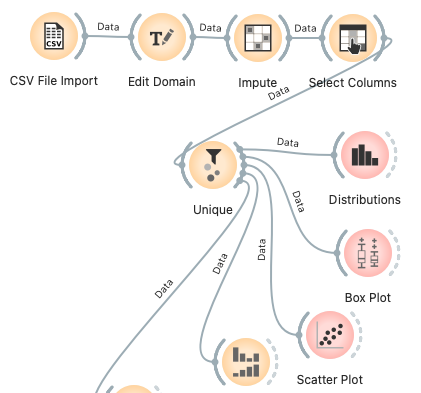 Data
Data
Data
CSV
CSV File Import
Edit Domain
Impute
Select Columns
Data
Unique
Data
Distributions
Data
Box Plot
Data
Data
Data
Scatter Plot